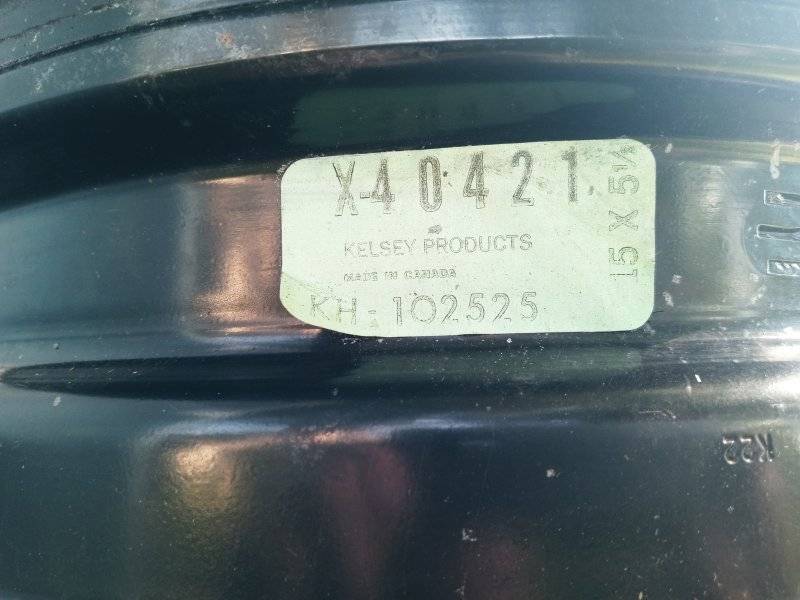 X-40421
KELSEY PRODUCTS
MADE IN CANADA
KH-102525
15 X 5½
K22